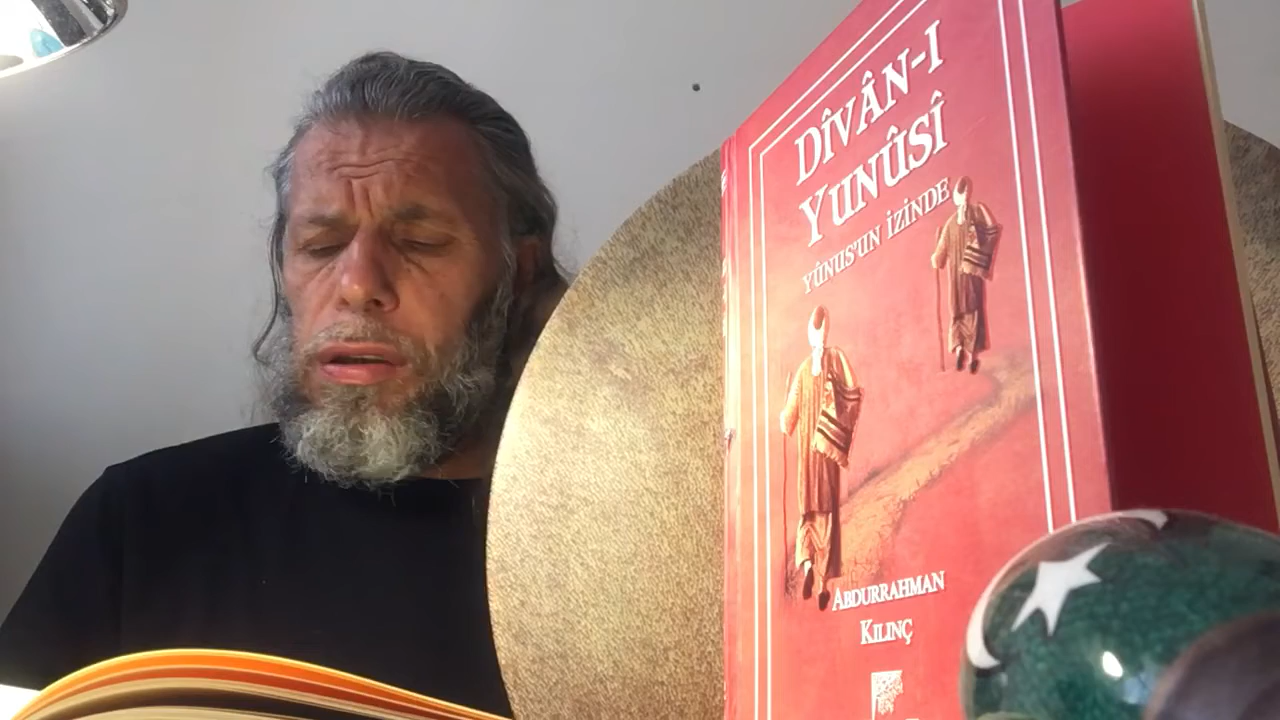 DÎVÂN-I
YUNÛSÎ
YÛNUS'UN İZİNDE
ABDURRAHMAN
KILINÇ